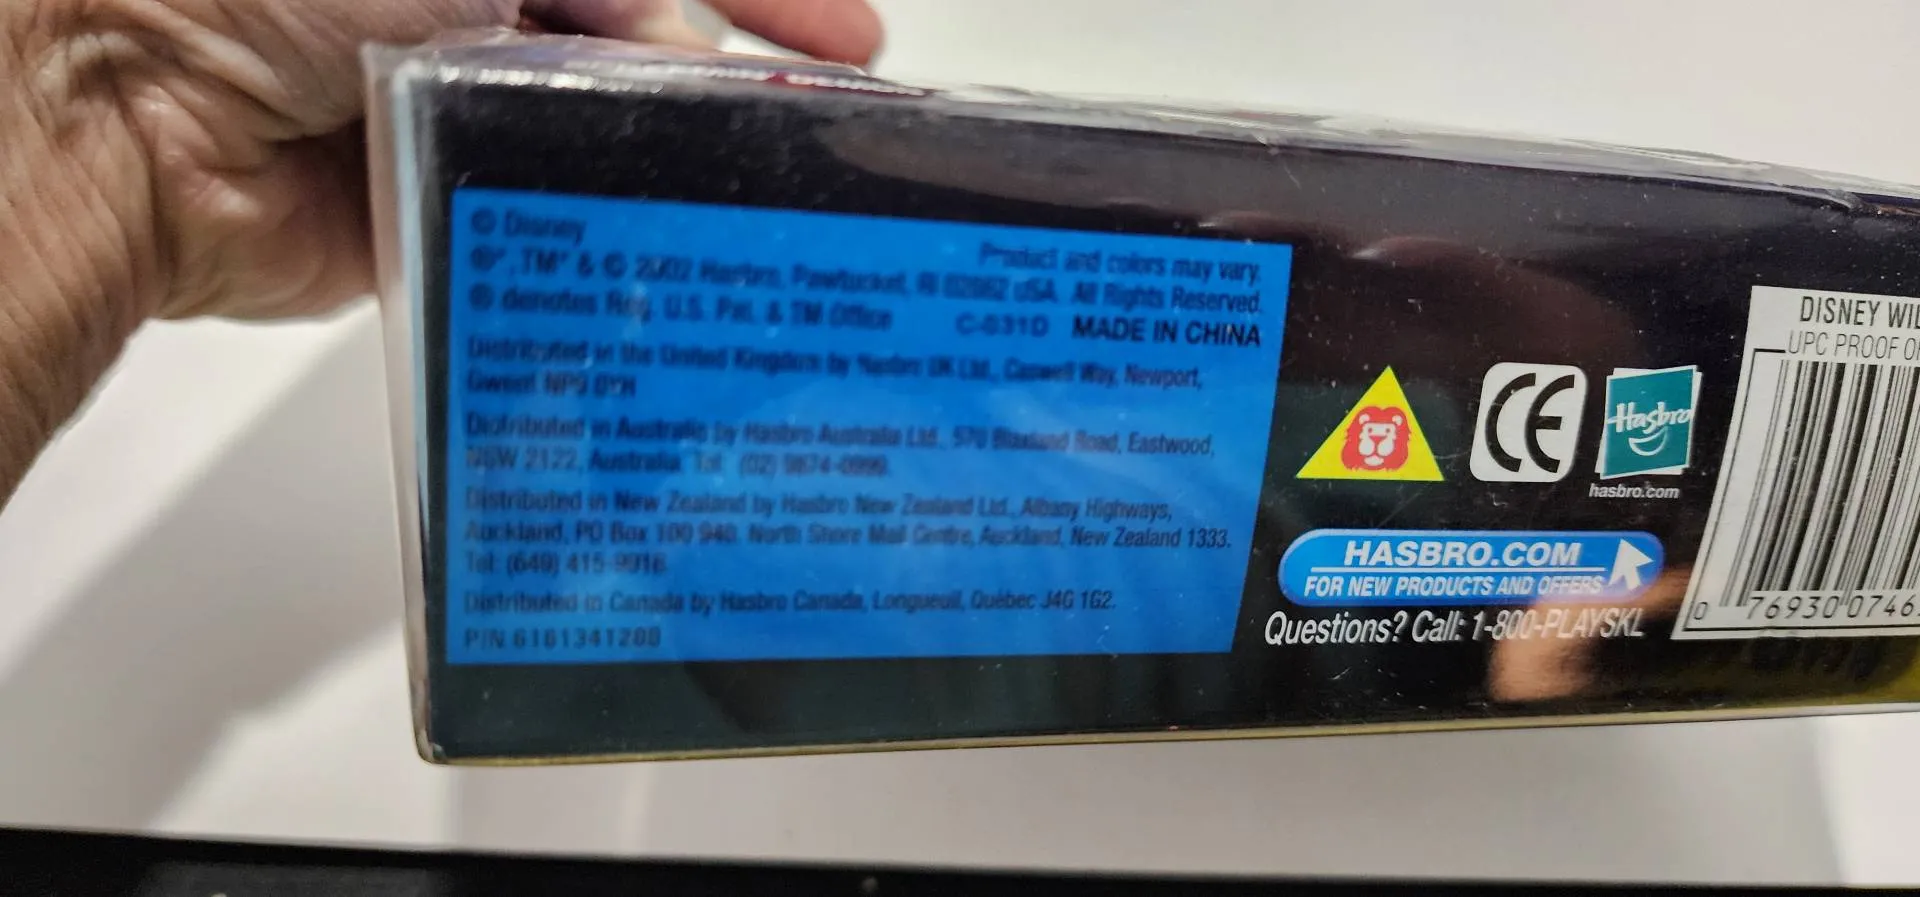 © Disney
Product and colors may vary.
®*, TM* & © 2002 Hasbro, Pawtucket, RI 02862 USA. All Rights Reserved.
® denotes Reg. U.S. Pat. & TM Office
C-031D MADE IN CHINA
Distributed in the United Kingdom by Hasbro UK Ltd., Caswell Way, Newport,
Gwent NP9 0YH
Distributed in Australia by Hasbro Australia Ltd., 570 Blaxland Road, Eastwood,
NSW 2122, Australia. Tel: (02) 9874-0999.
Distributed in New Zealand by Hasbro New Zealand Ltd., Albany Highways,
Auckland, PO Box 100 940, North Shore Mail Centre, Auckland, New Zealand 1333.
Tel: (649) 415-9916
Distributed in Canada by Hasbro Canada, Longueuil, Québec J4G 1G2.
P/N 6161341200
CE
Hasbro
hasbro.com
HASBRO.COM
FOR NEW PRODUCTS AND OFFERS
Questions? Call: 1-800-PLAYSKL
DISNEY
UPC PROOF
0 76930 0746